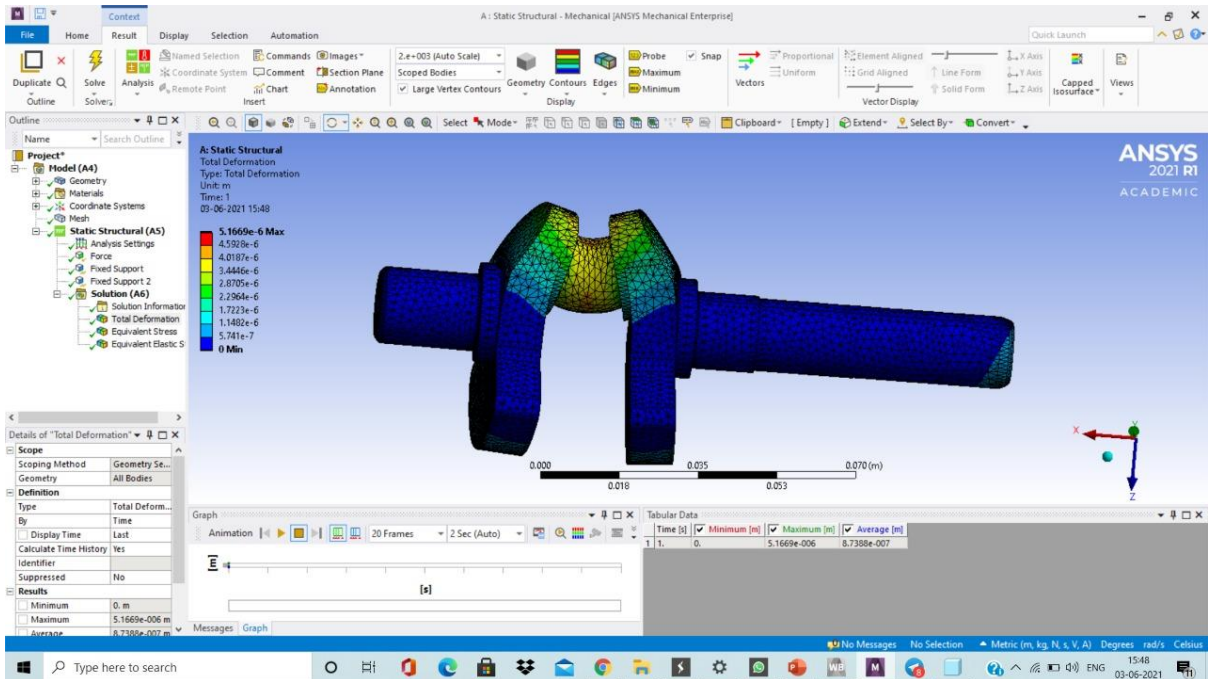 Context
A : Static Structural - Mechanical [ANSYS Mechanical Enterprise]
File Home Result Display Selection Automation
Quick Launch
Duplicate Q
Outline
Solve
Solver
Analysis
Named Selection
Coordinate System
Remote Point
Commands
Comment
Chart
Images
Section Plane
Annotation
Insert
2.e+003 (Auto Scale)
Scoped Bodies
Large Vertex Contours
Geometry Contours Edges
Display
Probe
Maximum
Minimum
Snap
Vectors
Proportional
Uniform
Element Aligned
Grid Aligned
Line Form
Solid Form
X Axis
Y Axis
Z Axis
Vector Display
Capped
Isosurface
Views
Outline
Select Mode Clipboard [Empty] Extend Select By Convert
Name Search Outline
Project*
Model (A4)
Geometry
Materials
Coordinate Systems
Mesh
Static Structural (A5)
Analysis Settings
Force
Fixed Support
Fixed Support 2
Solution (A6)
Solution Information
Total Deformation
Equivalent Stress
Equivalent Elastic S
A: Static Structural
Total Deformation
Type: Total Deformation
Unit: m
Time: 1
03-06-2021 15:48
5.1669e-6 Max
4.5928e-6
4.0187e-6
3.4446e-6
2.8705e-6
2.2964e-6
1.7223e-6
1.1482e-6
5.741e-7
0 Min
ANSYS
2021 R1
ACADEMIC
X
Y
Z
0.000 0.035 0.070 (m)
0.018 0.053
Details of "Total Deformation"
Scope
Scoping Method Geometry Se...
Geometry All Bodies
Definition
Type Total Deform...
By Time
Display Time Last
Calculate Time History Yes
Identifier
Suppressed No
Results
Minimum 0. m
Maximum 5.1669e-006 m
Average 8.7388e-007 m
Graph
Animation 20 Frames 2 Sec (Auto)
[s]
Messages Graph
Tabular Data
Time [s] Minimum [m] Maximum [m] Average [m]
1 1. 0. 5.1669e-006 8.7388e-007
No Messages No Selection Metric (m, kg, N, s, V, A) Degrees rad/s Celsius
Type here to search
WB
M
ENG
15:48
03-06-2021